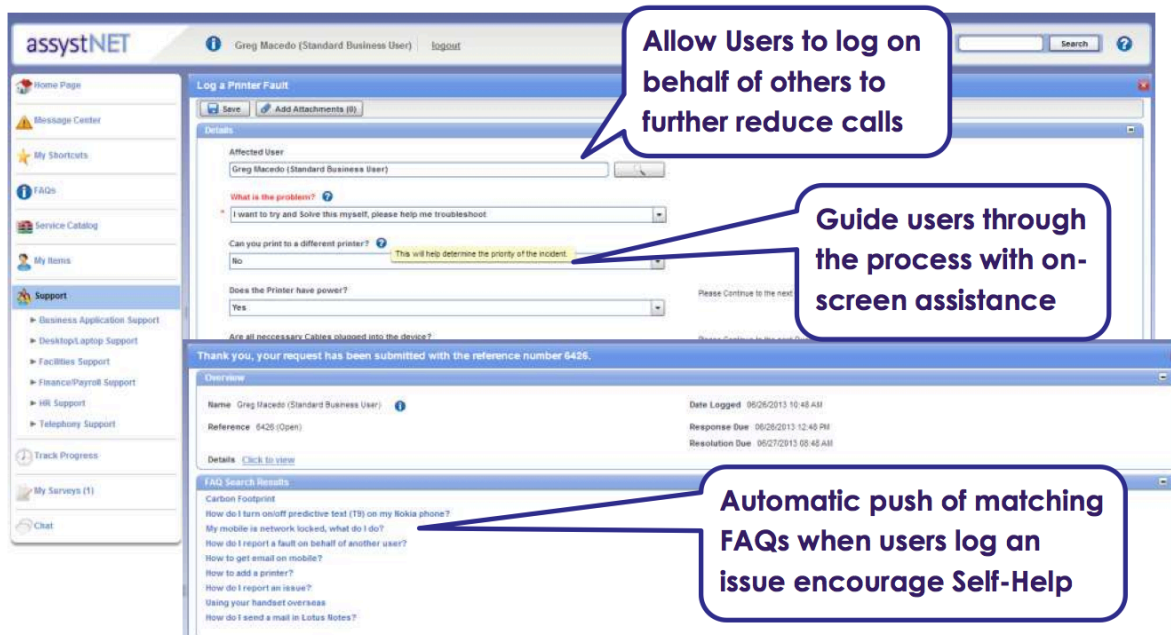 assystNET
Greg Macedo (Standard Business User)
logout
Search
Allow Users to log on
behalf of others to
further reduce calls
Home Page
Message Center
My Shortcuts
FAQs
Service Catalog
My Items
Support
Business Application Support
Desktop/Laptop Support
Facilities Support
Finance/Payroll Support
HR Support
Telephony Support
Track Progress
My Surveys (1)
Chat
Log a Printer Fault
Save
Add Attachments (0)
Details
Affected User
Greg Macedo (Standard Business User)
What is the problem?
* I want to try and Solve this myself, please help me troubleshoot
Can you print to a different printer?
This will help determine the priority of the incident.
No
Does the Printer have power?
Please Continue to the next
Yes
Are all neccessary Cables plugged into the device?
Please Continue to the next
Guide users through
the process with on-
screen assistance
Thank you, your request has been submitted with the reference number 6426.
Overview
Name Greg Macedo (Standard Business User)
Date Logged 06/26/2013 10:48 AM
Reference 6426 (Open)
Response Due 06/26/2013 12:48 PM
Resolution Due 06/27/2013 08:48 AM
Details Click to view
FAQ Search Results
Carbon Footprint
How do I turn on/off predictive text (T9) on my Nokia phone?
My mobile is network locked, what do I do?
How do I report a fault on behalf of another user?
How to get email on mobile?
How to add a printer?
How do I report an issue?
Using your handset overseas
How do I send a mail in Lotus Notes?
Automatic push of matching
FAQs when users log an
issue encourage Self-Help